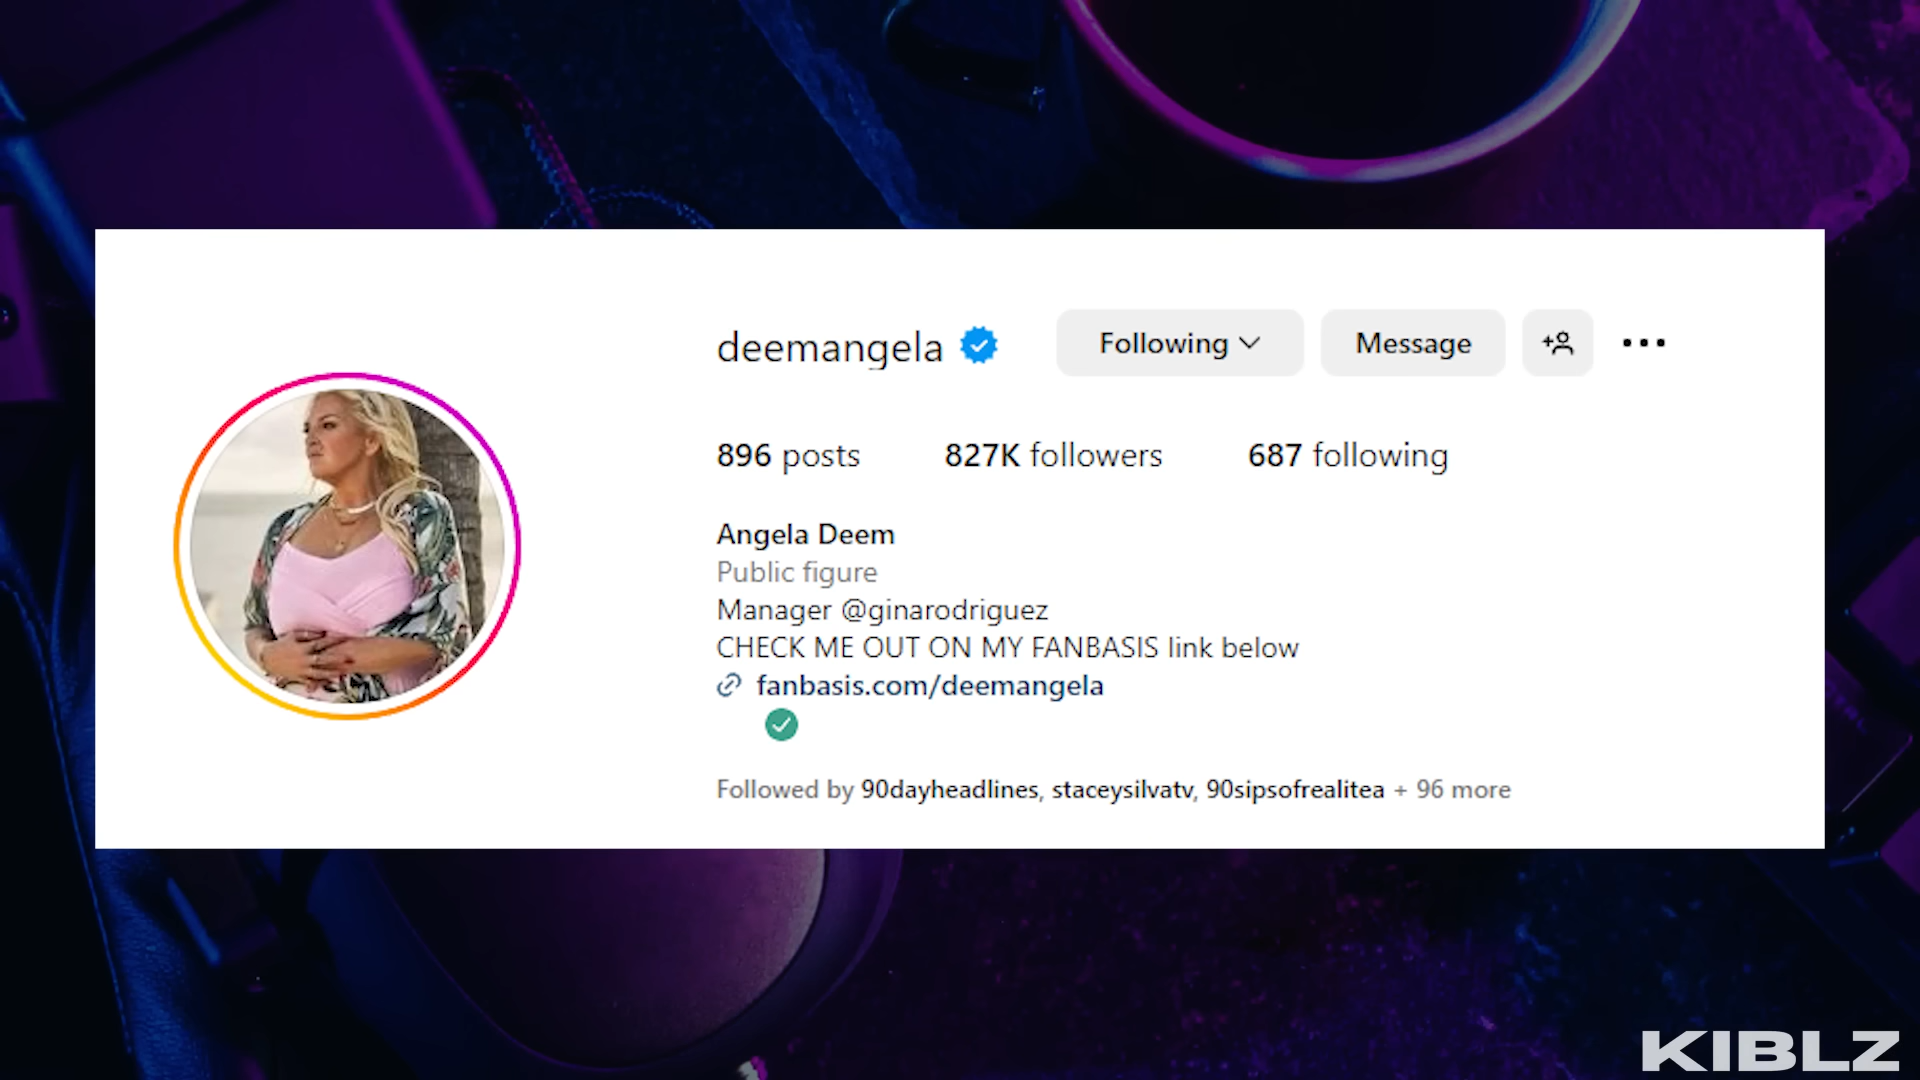 deemangela
Following
Message
896 posts
827K followers
687 following
Angela Deem
Public figure
Manager @ginarodriguez
CHECK ME OUT ON MY FANBASIS link below
fanbasis.com/deemangela
Followed by 90dayheadlines, staceysilvatv, 90sipsofrealitea + 96 more
KIBLZ